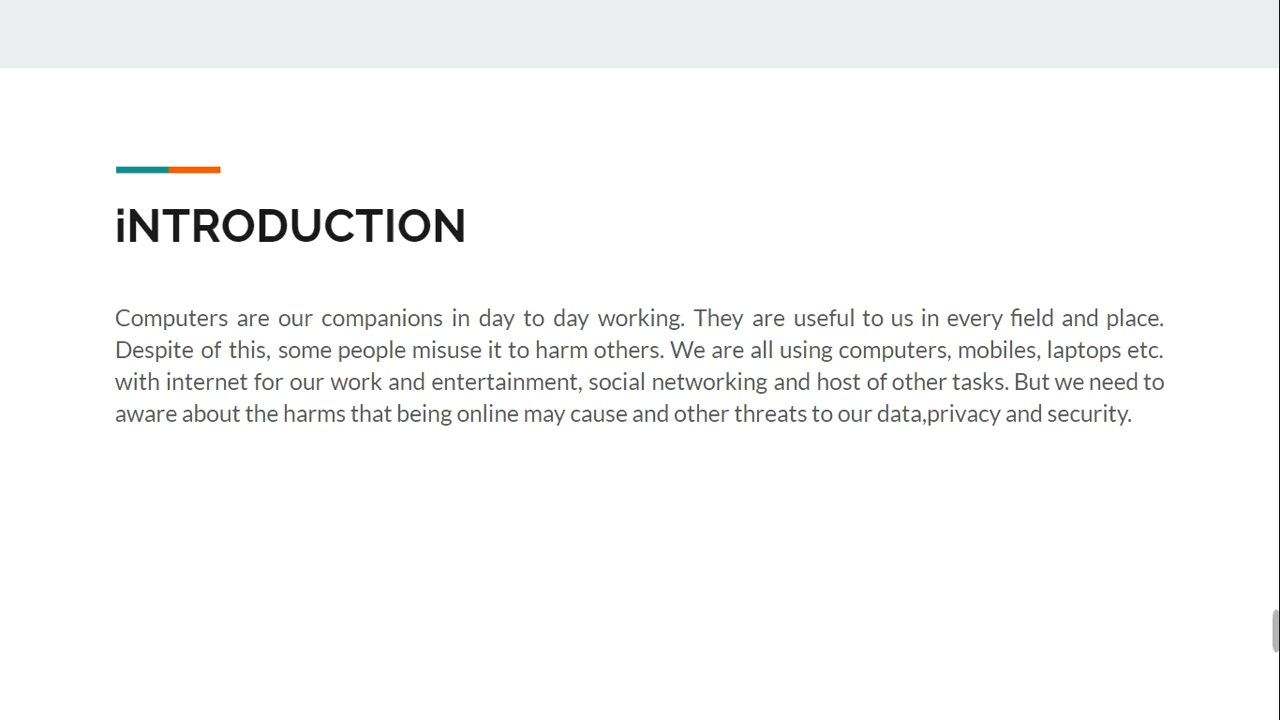 iNTRODUCTION
Computers are our companions in day to day working. They are useful to us in every field and place.
Despite of this, some people misuse it to harm others. We are all using computers, mobiles, laptops etc.
with internet for our work and entertainment, social networking and host of other tasks. But we need to
aware about the harms that being online may cause and other threats to our data,privacy and security.